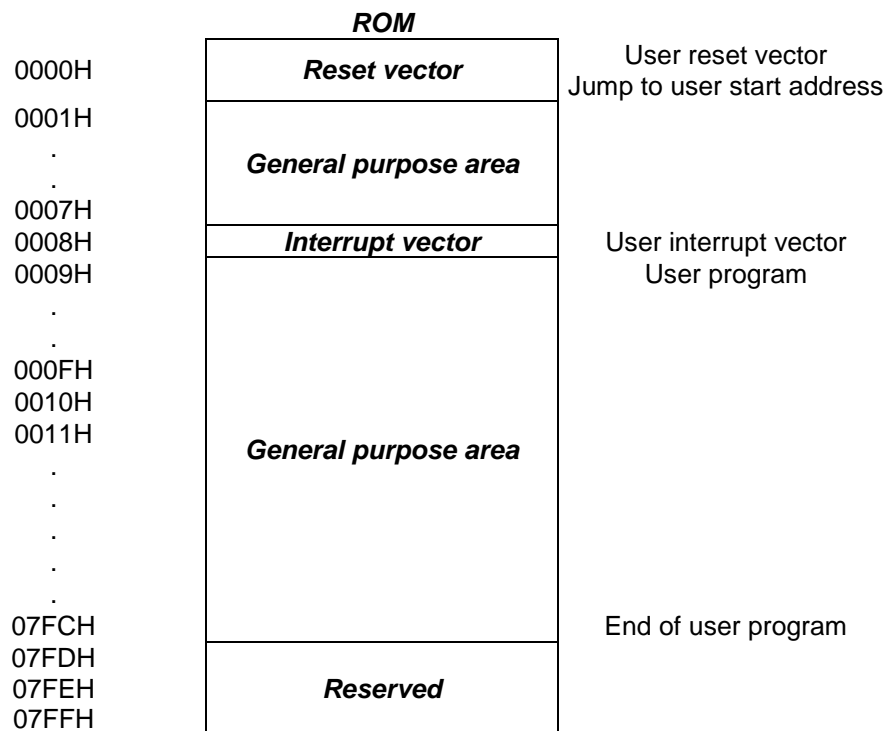 ROM
0000H Reset vector User reset vector
Jump to user start address
0001H
.
General purpose area
.
0007H
0008H Interrupt vector User interrupt vector
0009H User program
.
.
000FH
0010H
0011H
General purpose area
.
.
.
.
.
07FCH End of user program
07FDH
07FEH Reserved
07FFH